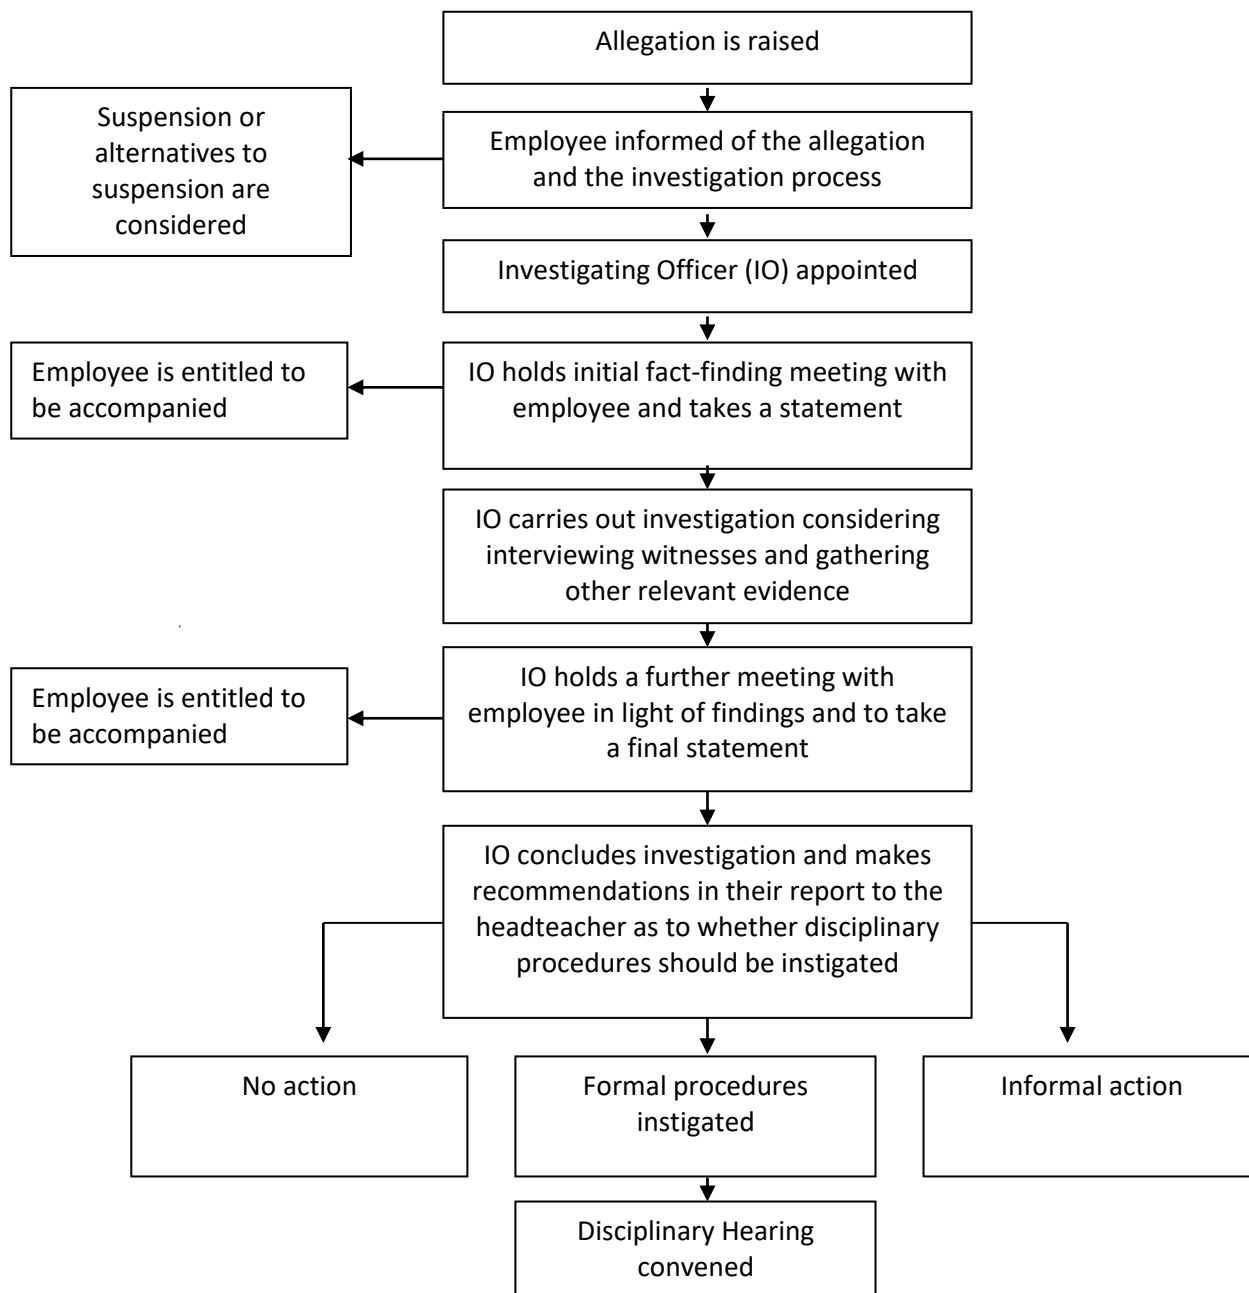 Allegation is raised
Suspension or
alternatives to
suspension are
considered
Employee informed of the allegation
and the investigation process
Investigating Officer (IO) appointed
Employee is entitled to
be accompanied
IO holds initial fact-finding meeting with
employee and takes a statement
IO carries out investigation considering
interviewing witnesses and gathering
other relevant evidence
Employee is entitled to
be accompanied
IO holds a further meeting with
employee in light of findings and to take
a final statement
IO concludes investigation and makes
recommendations in their report to the
headteacher as to whether disciplinary
procedures should be instigated
No action
Formal procedures
instigated
Informal action
Disciplinary Hearing
convened